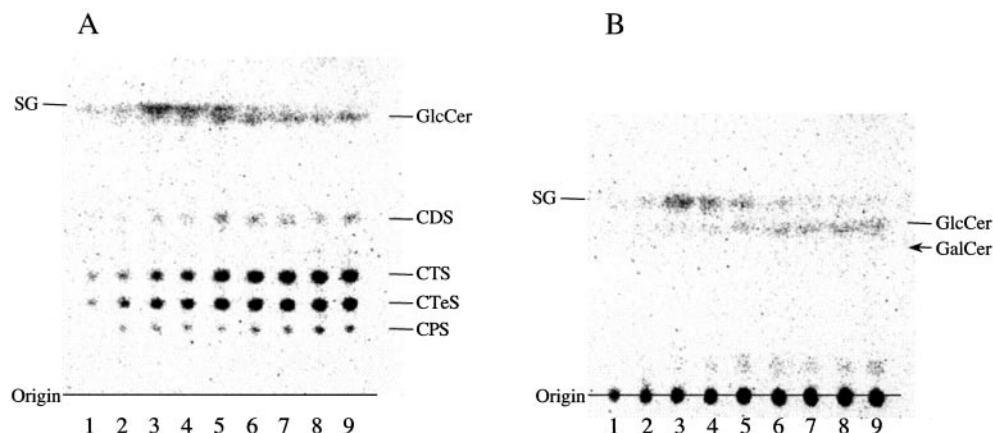 A
SG
GlcCer
CDS
CTS
CTeS
CPS
Origin
1 2 3 4 5 6 7 8 9
B
SG
GlcCer
GalCer
Origin
1 2 3 4 5 6 7 8 9